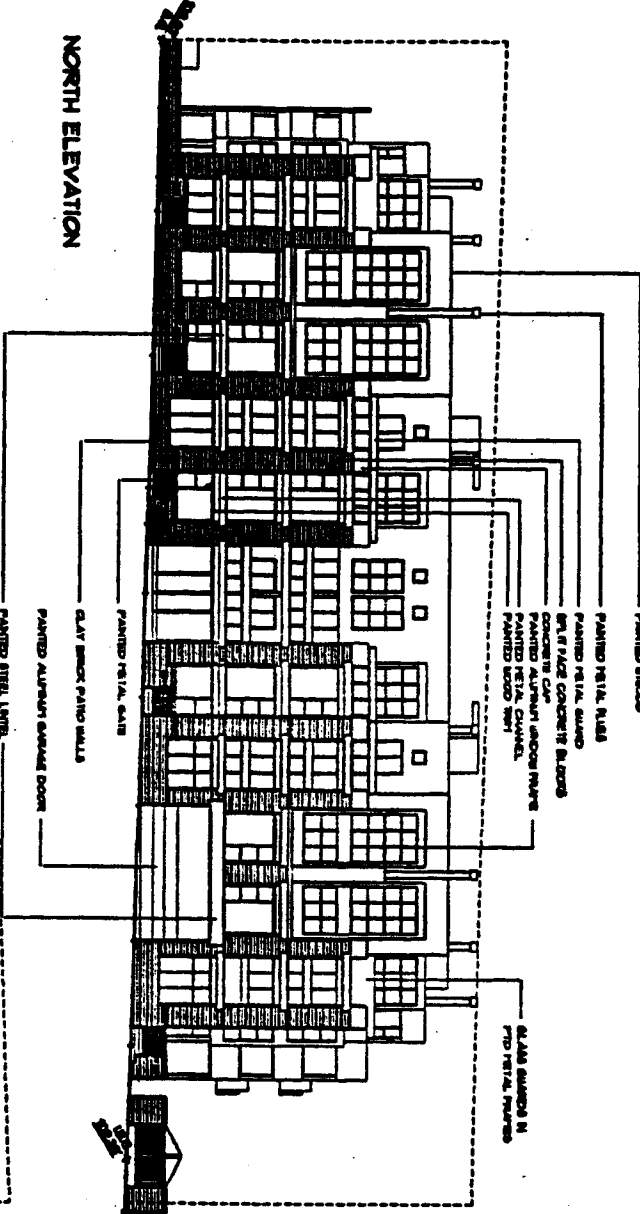 NORTH ELEVATION
PAINTED STUCCO
PAINTED METAL FLUES
PAINTED METAL GUARD
SPLIT FACE CONCRETE BLOCKS
CONCRETE CAP
PAINTED ALUMINUM WINDOW FRAME
PAINTED METAL CHANNEL
PAINTED WOOD TRIM
GLASS GUARDS IN
PTD METAL FRAMES
PAINTED METAL GATE
CLAY BRICK PATIO WALLS
PAINTED ALUMINUM GARAGE DOOR
PAINTED STEEL LINTEL